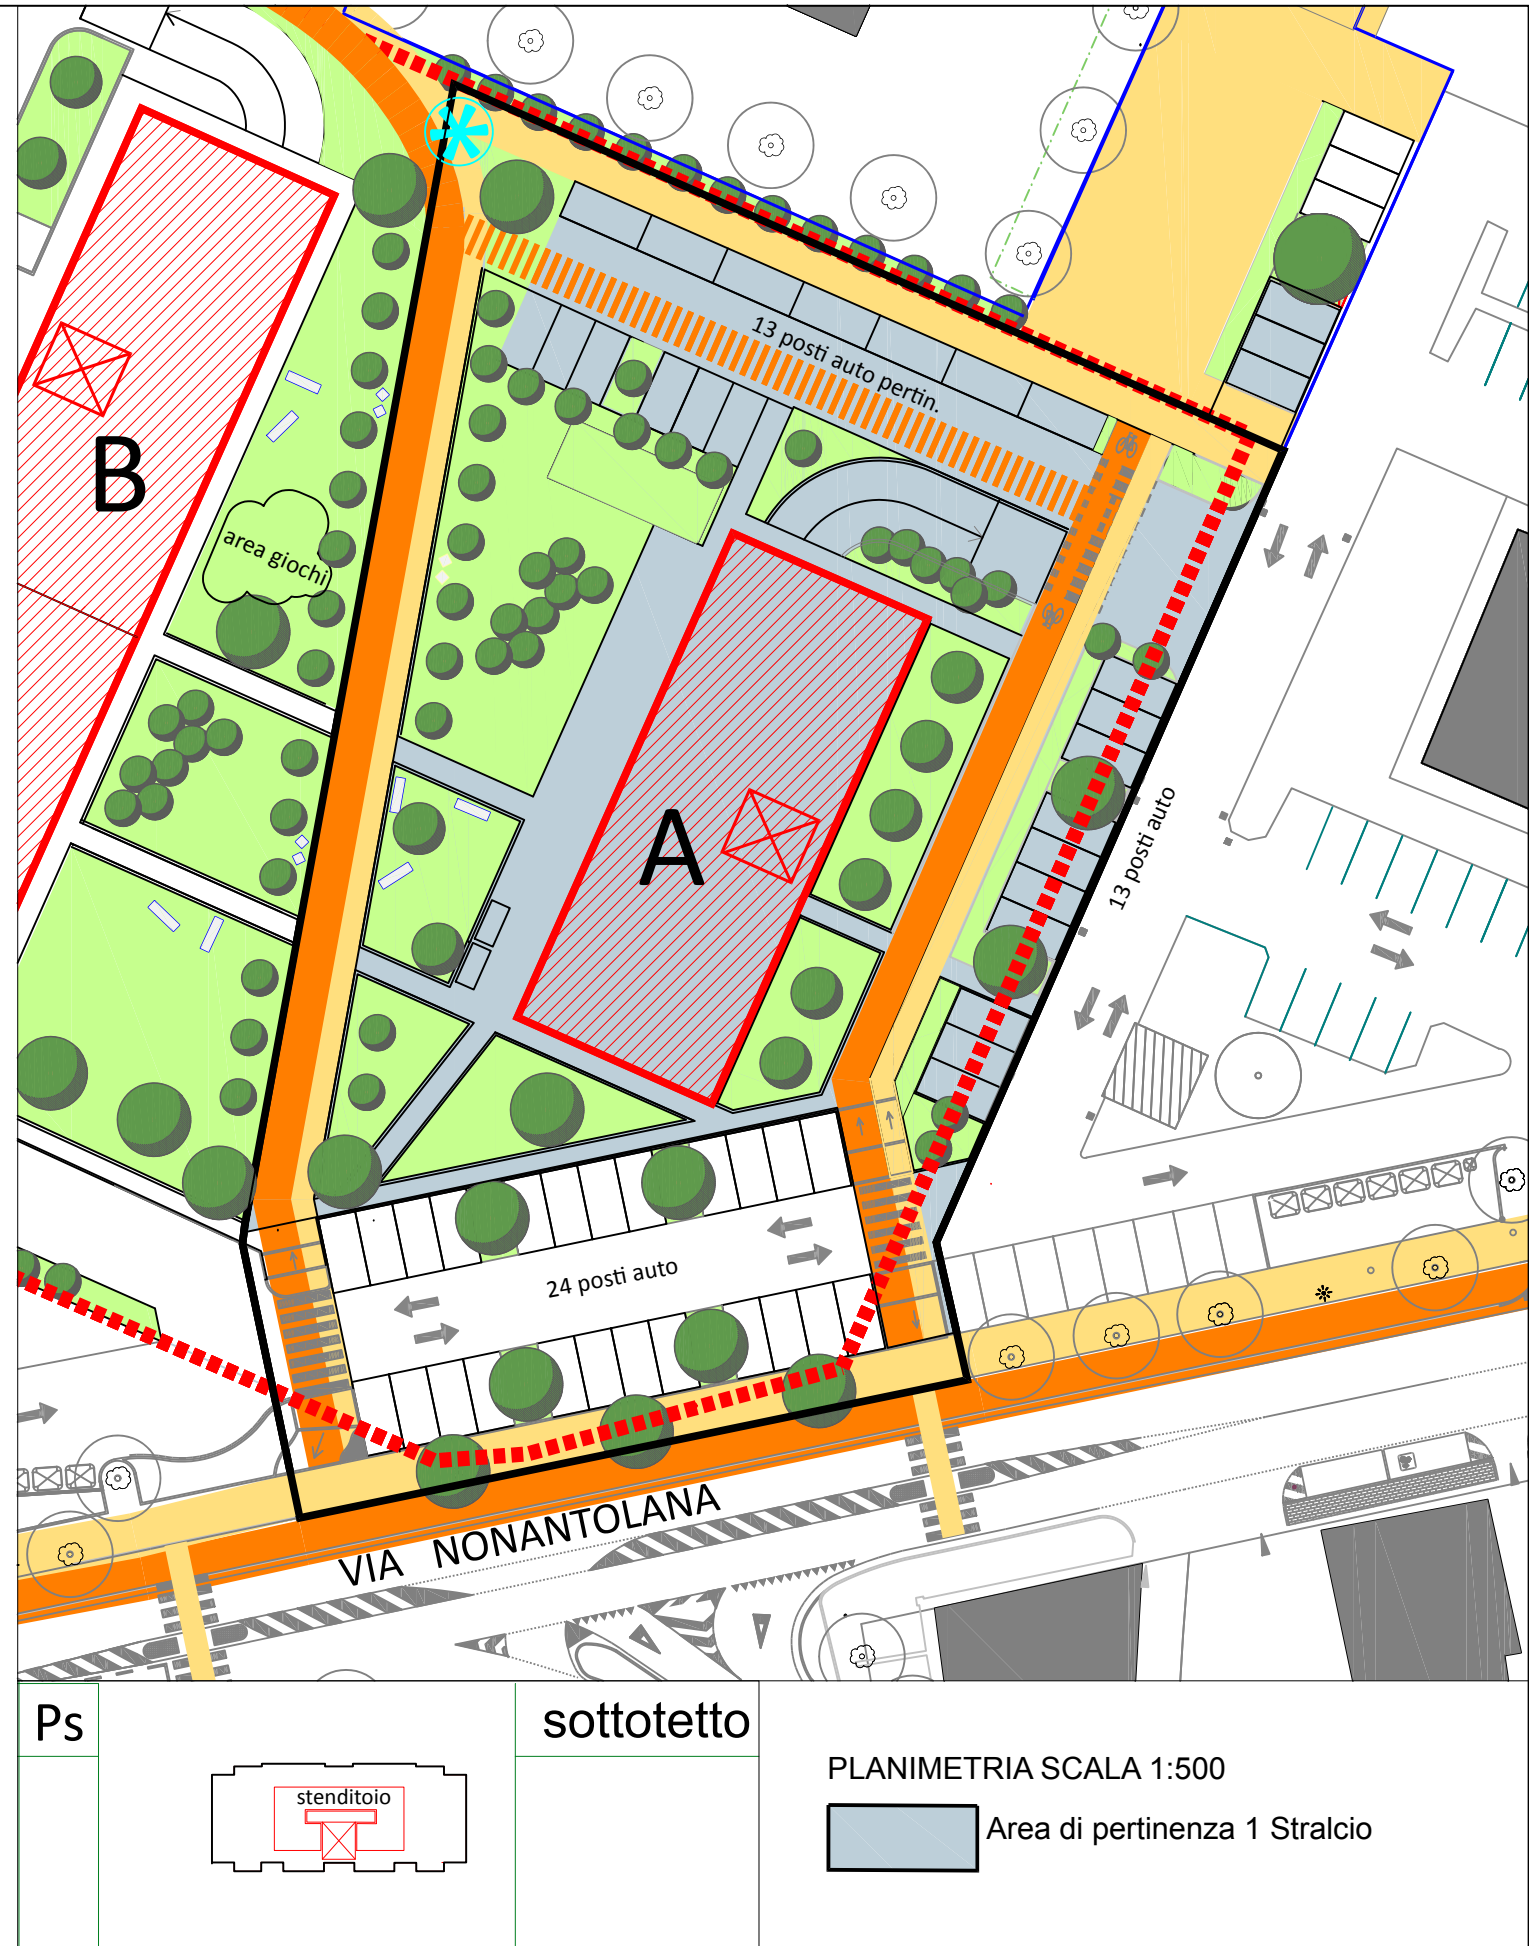 13 posti auto pertin.
B
area giochi
A
13 posti auto
24 posti auto
VIA NONANTOLANA
Ps
sottotetto
stenditoio
PLANIMETRIA SCALA 1:500
Area di pertinenza 1 Stralcio